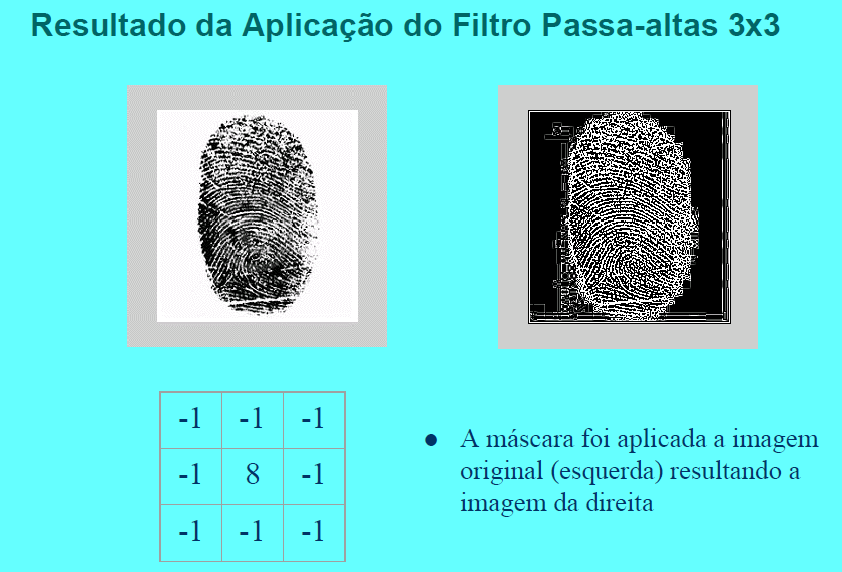 Resultado da Aplicação do Filtro Passa-altas 3x3
-1 -1 -1
-1 8 -1
-1 -1 -1
● A máscara foi aplicada a imagem
original (esquerda) resultando a
imagem da direita